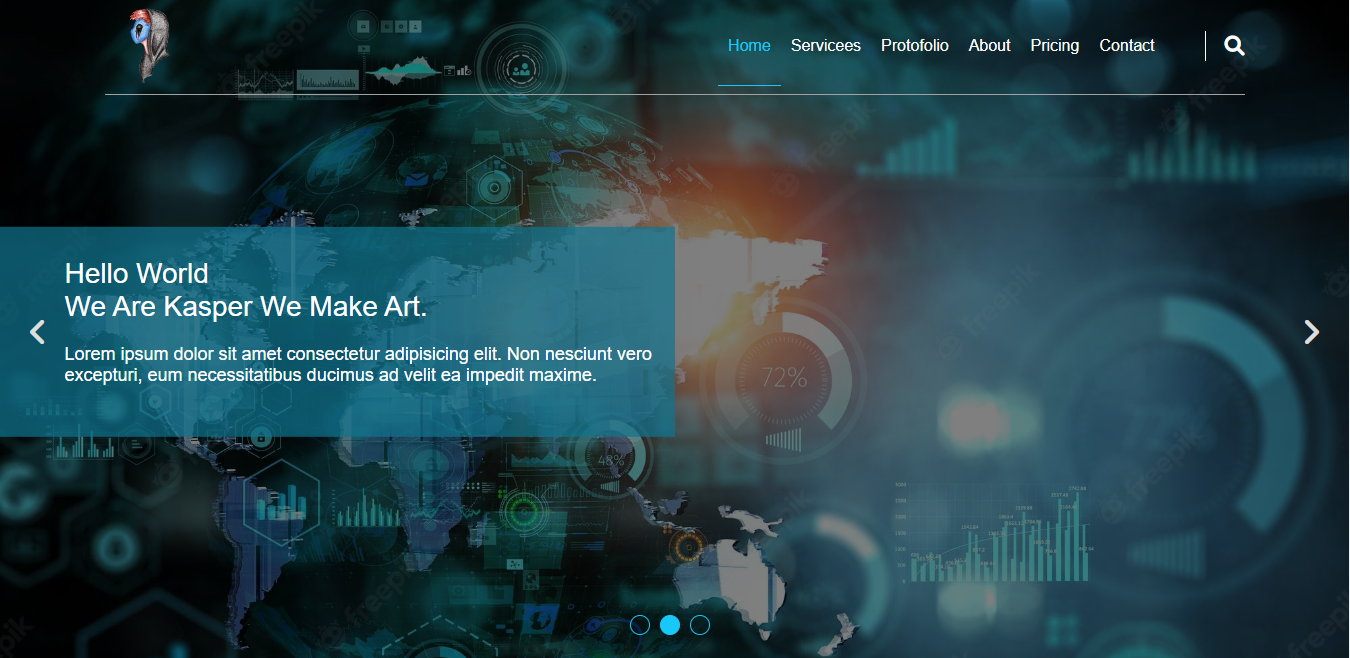 Home Servicees Protofolio About Pricing Contact
Hello World
We Are Kasper We Make Art.
Lorem ipsum dolor sit amet consectetur adipisicing elit. Non nesciunt vero
excepturi, eum necessitatibus ducimus ad velit ea impedit maxime.
72%
48%
freepik